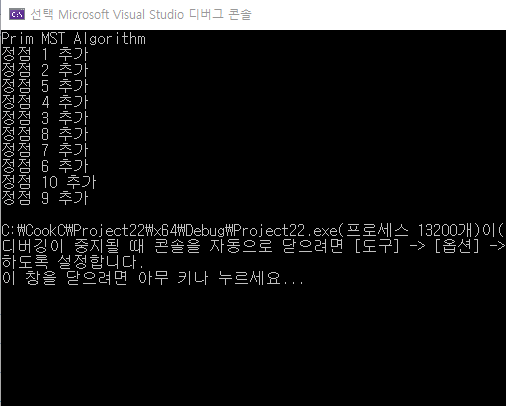 선택 Microsoft Visual Studio 디버그 콘솔
Prim MST Algorithm
정점 1 추가
정점 2 추가
정점 5 추가
정점 4 추가
정점 3 추가
정점 8 추가
정점 7 추가
정점 6 추가
정점 10 추가
정점 9 추가
C:₩CookC₩Project22₩x64₩Debug₩Project22.exe(프로세스 13200개)이(
디버깅이 중지될 때 콘솔을 자동으로 닫으려면 [도구] -> [옵션] ->
하도록 설정합니다.
이 창을 닫으려면 아무 키나 누르세요...